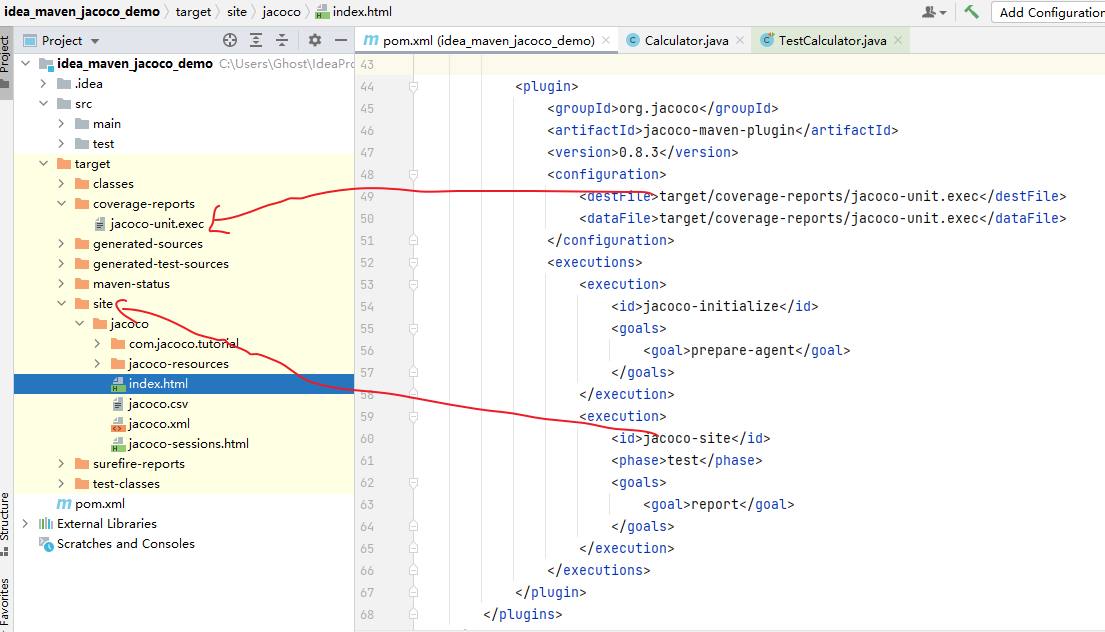 idea_maven_jacoco_demo
target
site
jacoco
index.html
Add Configuration
Project
Project
pom.xml (idea_maven_jacoco_demo)
Calculator.java
TestCalculator.java
idea_maven_jacoco_demo C:\Users\Ghost\IdeaPro
.idea
src
main
test
target
classes
coverage-reports
jacoco-unit.exec
generated-sources
generated-test-sources
maven-status
site
jacoco
com.jacoco.tutorial
jacoco-resources
index.html
jacoco.csv
jacoco.xml
jacoco-sessions.html
surefire-reports
test-classes
pom.xml
External Libraries
Scratches and Consoles
Structure
Favorites
43
44 <plugin>
45 <groupId>org.jacoco</groupId>
46 <artifactId>jacoco-maven-plugin</artifactId>
47 <version>0.8.3</version>
48 <configuration>
49 <destFile>target/coverage-reports/jacoco-unit.exec</destFile>
50 <dataFile>target/coverage-reports/jacoco-unit.exec</dataFile>
51 </configuration>
52 <executions>
53 <execution>
54 <id>jacoco-initialize</id>
55 <goals>
56 <goal>prepare-agent</goal>
57 </goals>
58 </execution>
59 <execution>
60 <id>jacoco-site</id>
61 <phase>test</phase>
62 <goals>
63 <goal>report</goal>
64 </goals>
65 </execution>
66 </executions>
67 </plugin>
68 </plugins>